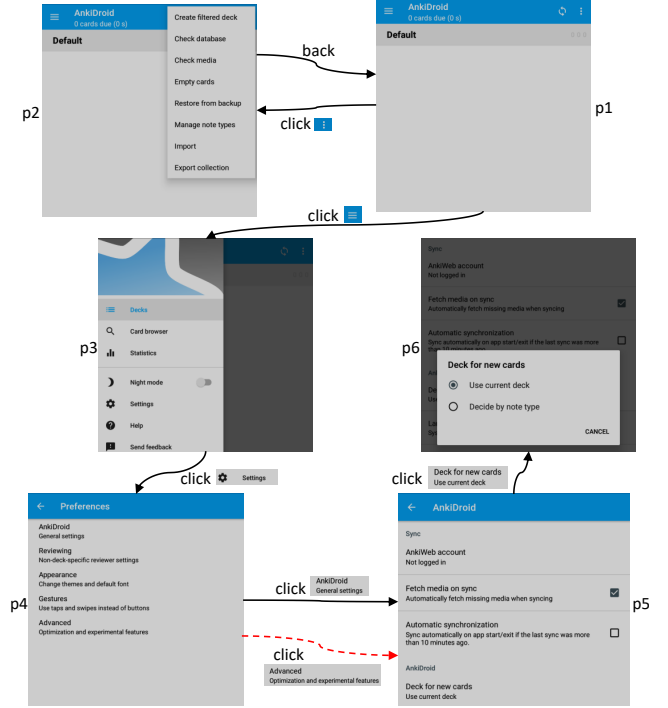 AnkiDroid
0 cards due (0 s)
Default
Create filtered deck
Check database
Check media
Empty cards
Restore from backup
Manage note types
Import
Export collection
p2
back
click
AnkiDroid
0 cards due (0 s)
Default
0 0 0
p1
click
p3
Decks
Card browser
Statistics
Night mode
Settings
Help
Send feedback
p6
Sync
AnkiWeb account
Not logged in
Fetch media on sync
Automatically fetch missing media when syncing
Automatic synchronization
Sync automatically on app start/exit if the last sync was more
than 10 minutes ago.
Deck for new cards
Use current deck
Decide by note type
CANCEL
click Settings
click Deck for new cards
Use current deck
p4
Preferences
AnkiDroid
General settings
Reviewing
Non-deck-specific reviewer settings
Appearance
Change themes and default font
Gestures
Use taps and swipes instead of buttons
Advanced
Optimization and experimental features
click AnkiDroid
General settings
click
Advanced
Optimization and experimental features
p5
AnkiDroid
Sync
AnkiWeb account
Not logged in
Fetch media on sync
Automatically fetch missing media when syncing
Automatic synchronization
Sync automatically on app start/exit if the last sync was more
than 10 minutes ago.
AnkiDroid
Deck for new cards
Use current deck